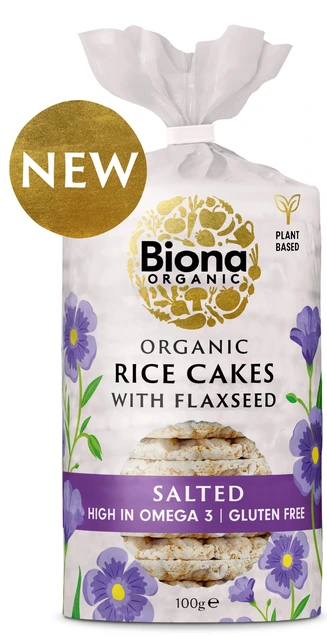 NEW
PLANT
BASED
Biona
ORGANIC
ORGANIC
RICE CAKES
WITH FLAXSEED
SALTED
HIGH IN OMEGA 3 | GLUTEN FREE
100g ℮